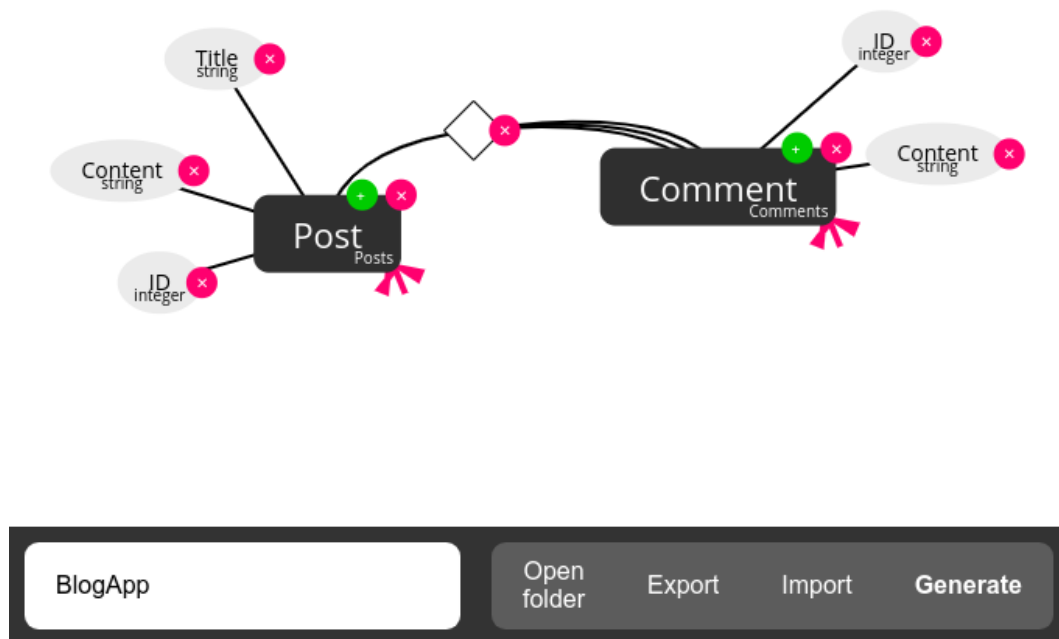 Title
string
ID
integer
Content
string
Content
string
Comment
Comments
Post
Posts
ID
integer
BlogApp
Open
folder
Export
Import
Generate